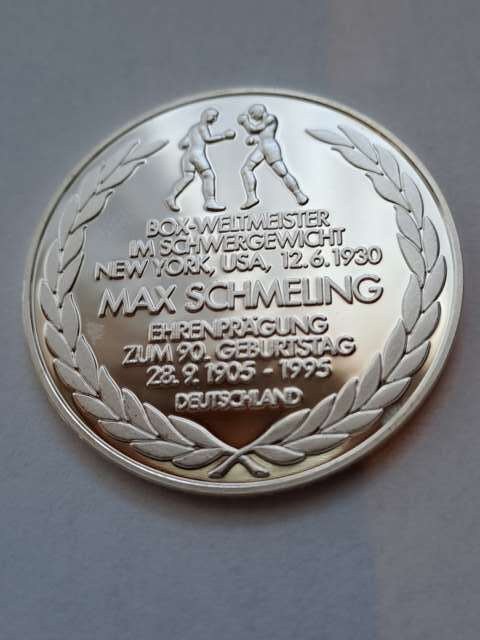 BOX-WELTMEISTER
IM SCHWERGEWICHT
NEW YORK, USA, 12.6.1930
MAX SCHMELING
EHRENPRÄGUNG
ZUM 90. GEBURTSTAG
28.9.1905 - 1995
DEUTSCHLAND